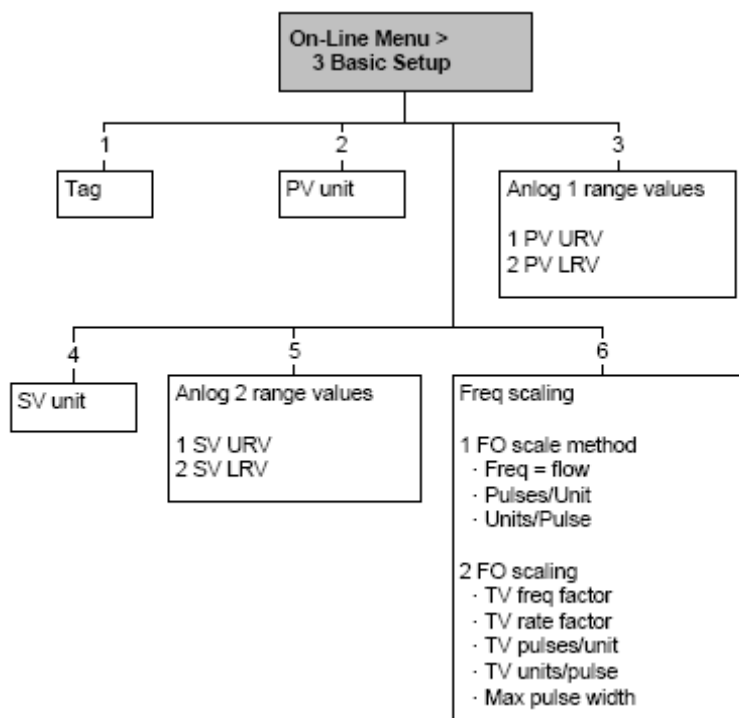 On-Line Menu >
3 Basic Setup
1
2
3
Tag
PV unit
Anlog 1 range values
1 PV URV
2 PV LRV
4
5
6
SV unit
Anlog 2 range values
1 SV URV
2 SV LRV
Freq scaling
1 FO scale method
· Freq = flow
· Pulses/Unit
· Units/Pulse
2 FO scaling
· TV freq factor
· TV rate factor
· TV pulses/unit
· TV units/pulse
· Max pulse width